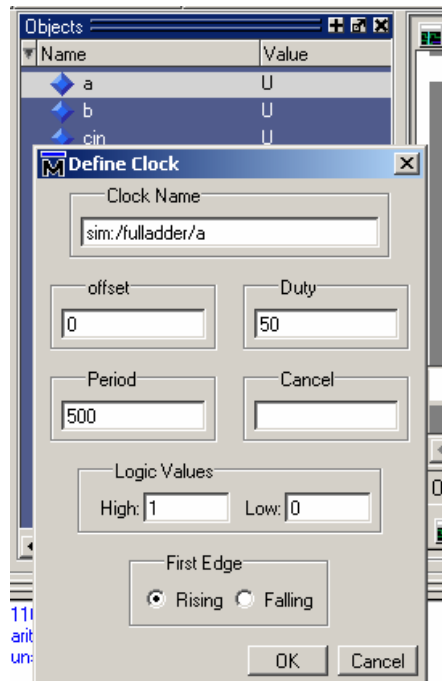 Objects
Name Value
a U
b U
cin U
Define Clock
Clock Name
sim:/fulladder/a
offset Duty
0 50
Period Cancel
500
Logic Values
High: 1 Low: 0
First Edge
Rising Falling
OK Cancel